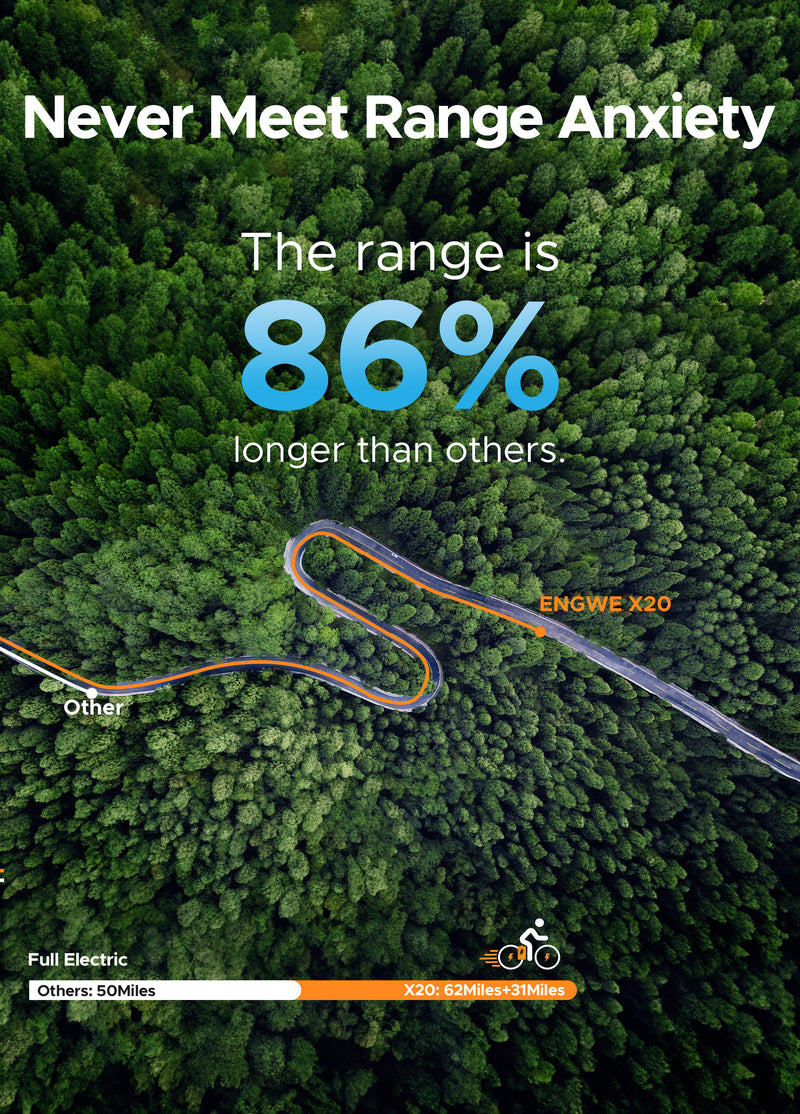 Never Meet Range Anxiety
The range is
86%
longer than others.
ENGWE X20
Other
Full Electric
Others: 50Miles
X20: 62Miles+31Miles